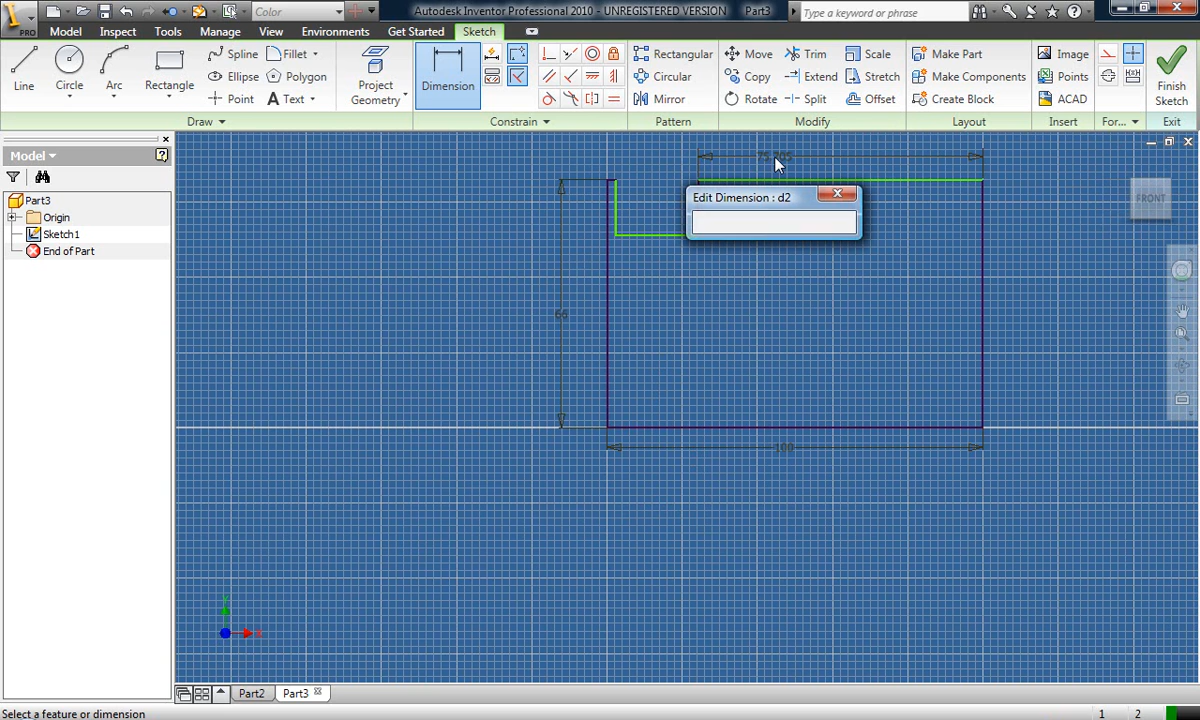 PRO
Color
Autodesk Inventor Professional 2010 - UNREGISTERED VERSION Part3
Type a keyword or phrase
Model Inspect Tools Manage View Environments Get Started Sketch
Line
Circle
Arc
Rectangle
Spline
Ellipse
Point
Fillet
Polygon
Text
Project
Geometry
Dimension
Rectangular
Circular
Mirror
Move
Copy
Rotate
Trim
Extend
Split
Scale
Stretch
Offset
Make Part
Make Components
Create Block
Image
Points
ACAD
Finish
Sketch
Draw
Constrain
Pattern
Modify
Layout
Insert
For...
Exit
Model
Part3
Origin
Sketch1
End of Part
FRONT
Edit Dimension : d2
66
100
Y
X
Part2
Part3
Select a feature or dimension
1
2